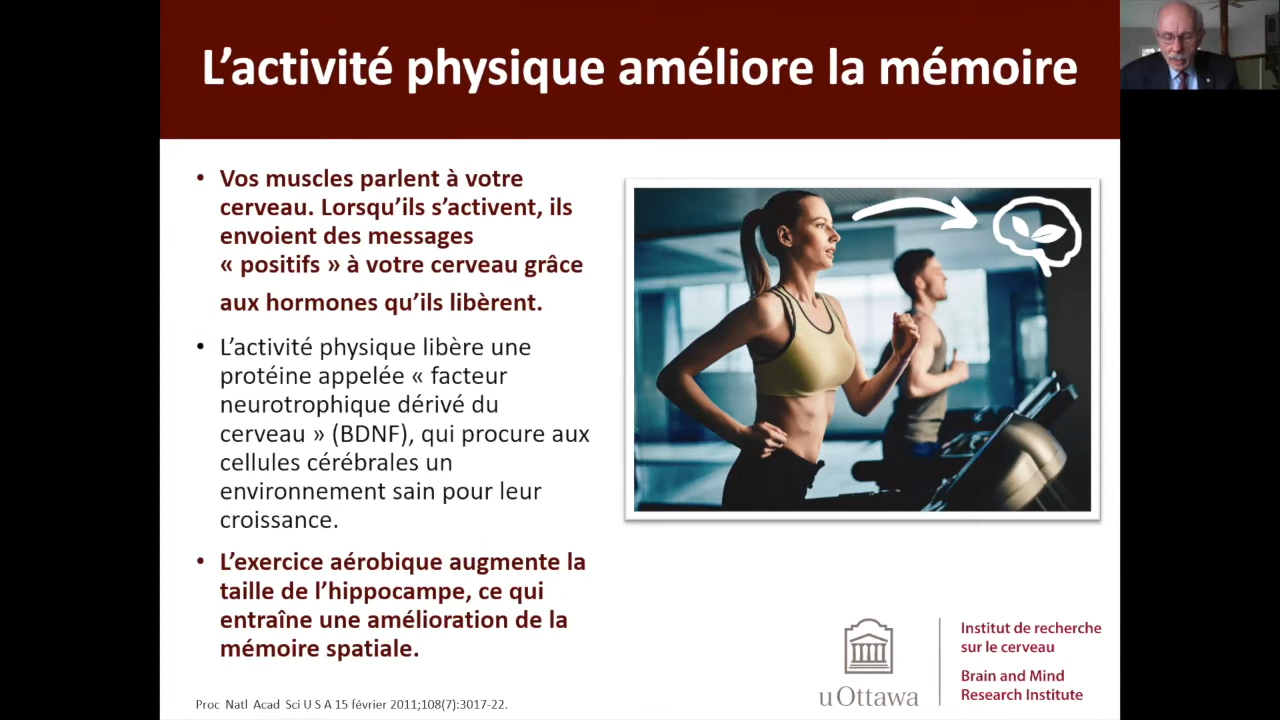 L’activité physique améliore la mémoire
• Vos muscles parlent à votre
cerveau. Lorsqu’ils s’activent, ils
envoient des messages
« positifs » à votre cerveau grâce
aux hormones qu’ils libèrent.
• L’activité physique libère une
protéine appelée « facteur
neurotrophique dérivé du
cerveau » (BDNF), qui procure aux
cellules cérébrales un
environnement sain pour leur
croissance.
• L’exercice aérobique augmente la
taille de l’hippocampe, ce qui
entraîne une amélioration de la
mémoire spatiale.
Proc Natl Acad Sci U S A 15 février 2011;108(7):3017-22.
uOttawa
Institut de recherche
sur le cerveau
Brain and Mind
Research Institute